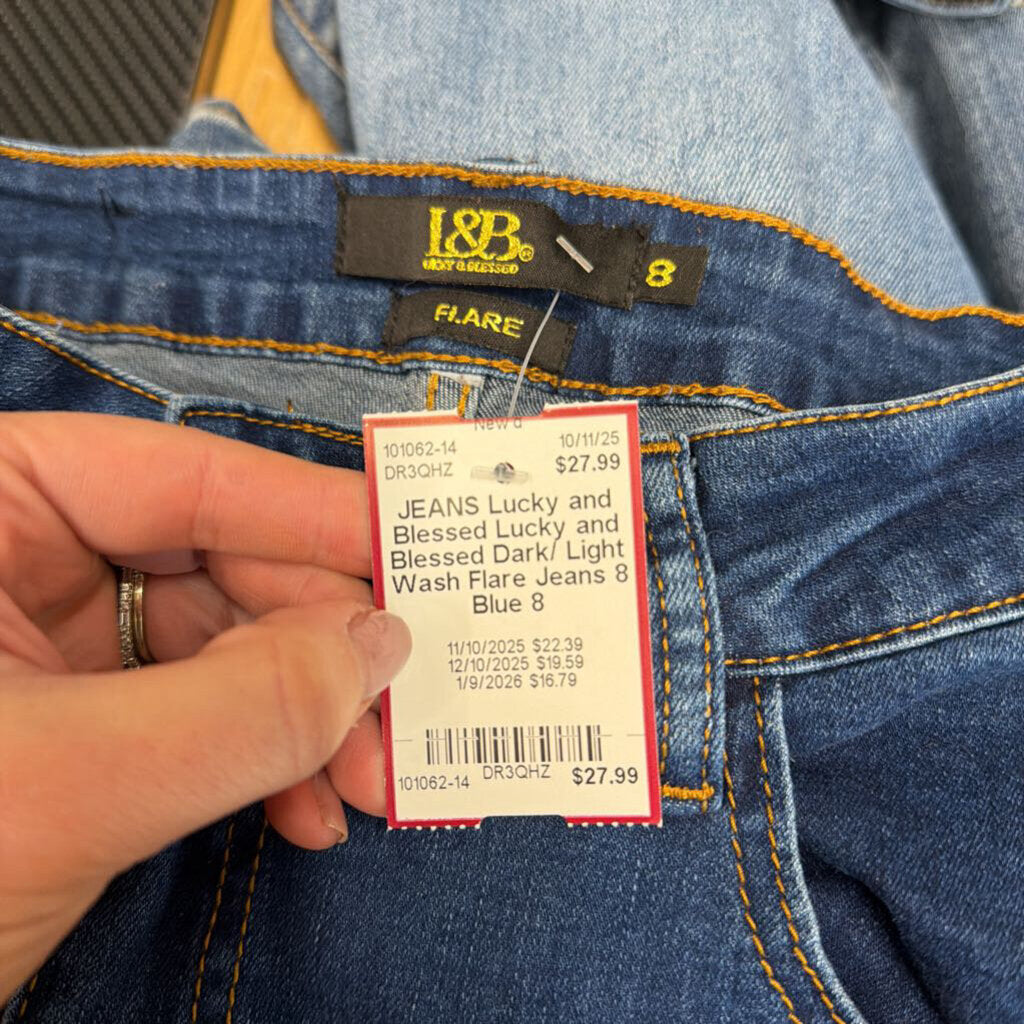 L&B®
LUCKY & BLESSED
8
FLARE
101062-14
10/11/25
DR3QHZ
$27.99
JEANS Lucky and
Blessed Lucky and
Blessed Dark/ Light
Wash Flare Jeans 8
Blue 8
11/10/2025 $22.39
12/10/2025 $19.59
1/9/2026 $16.79
101062-14 DR3QHZ $27.99